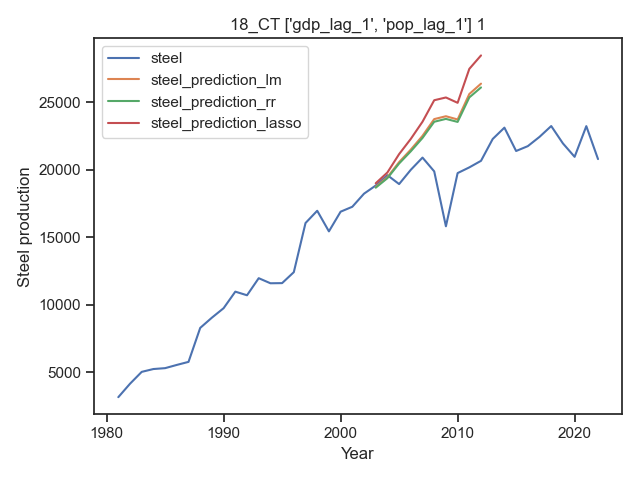 18_CT ['gdp_lag_1', 'pop_lag_1'] 1
steel
steel_prediction_lm
steel_prediction_rr
steel_prediction_lasso
Steel production
25000
20000
15000
10000
5000
1980
1990
2000
2010
2020
Year